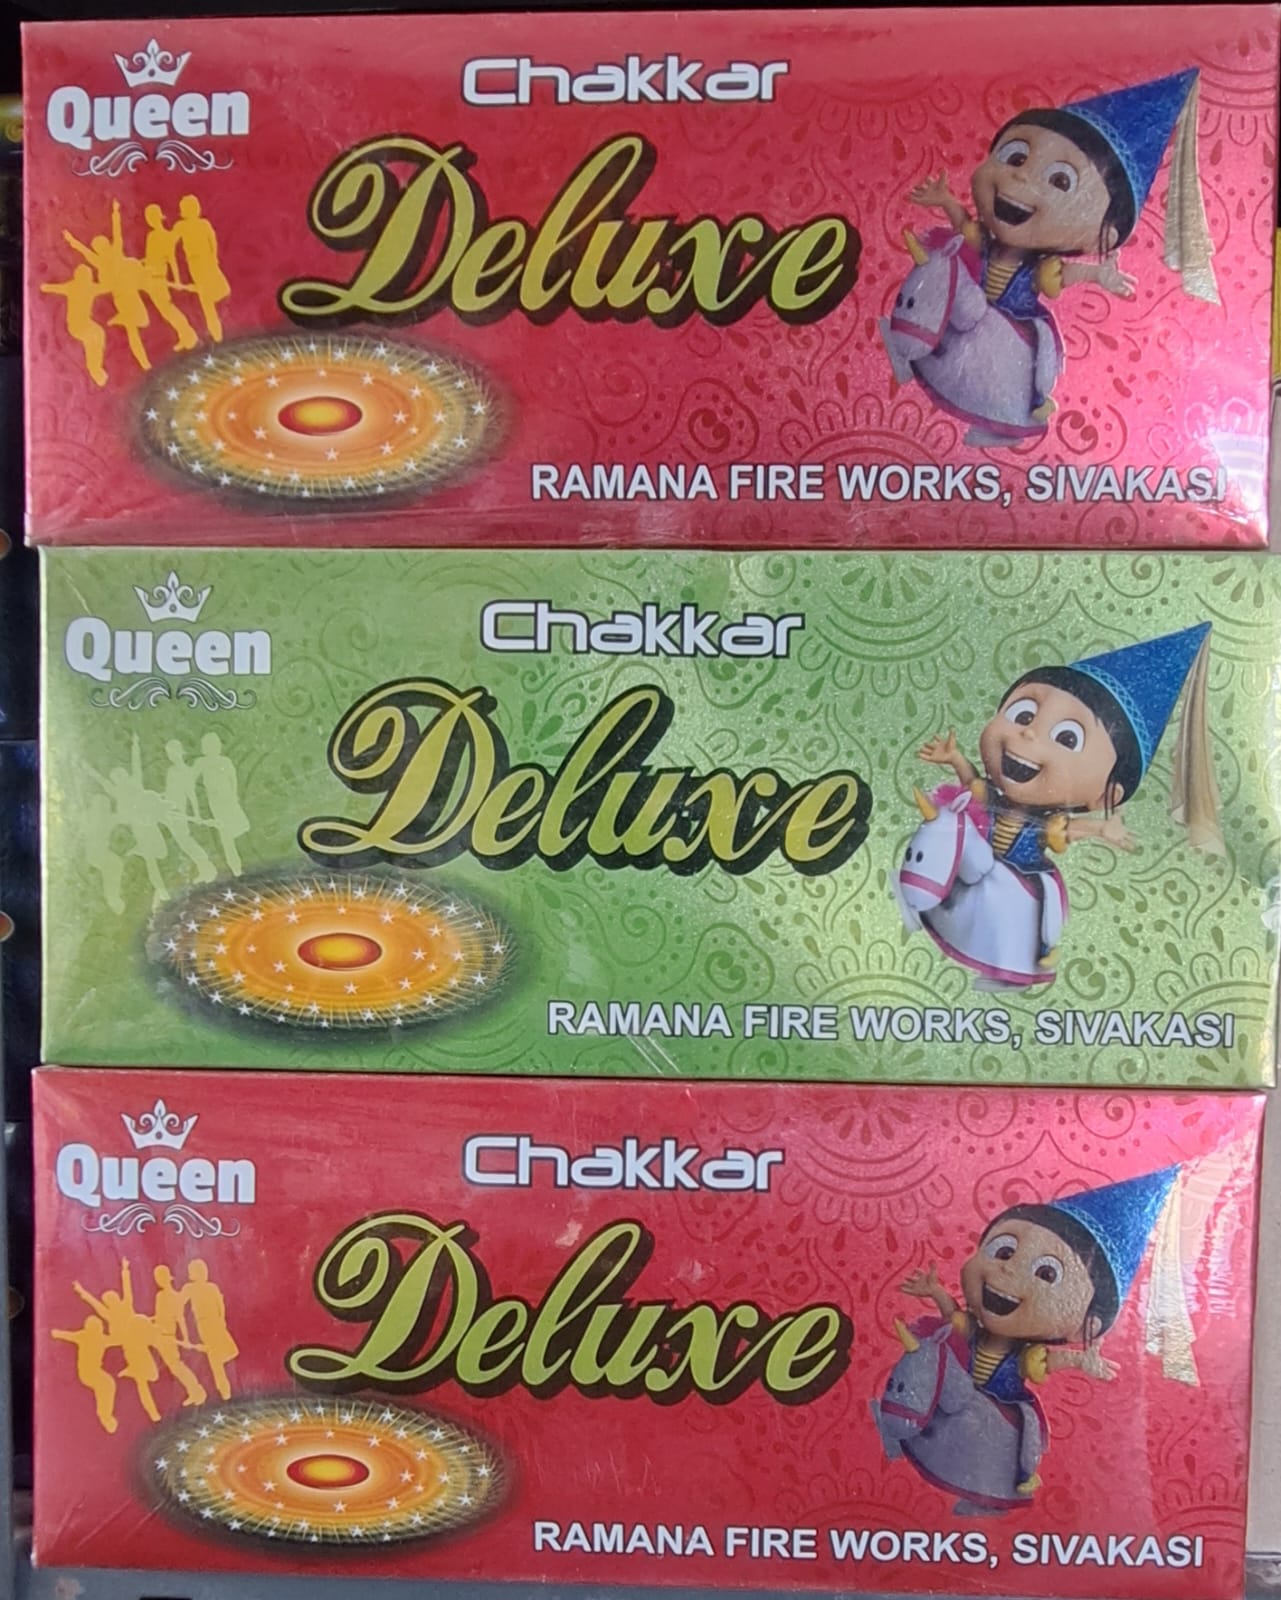 Queen
Chakkar
Deluxe
RAMANA FIRE WORKS, SIVAKASI
Queen
Chakkar
Deluxe
RAMANA FIRE WORKS, SIVAKASI
Queen
Chakkar
Deluxe
RAMANA FIRE WORKS, SIVAKASI